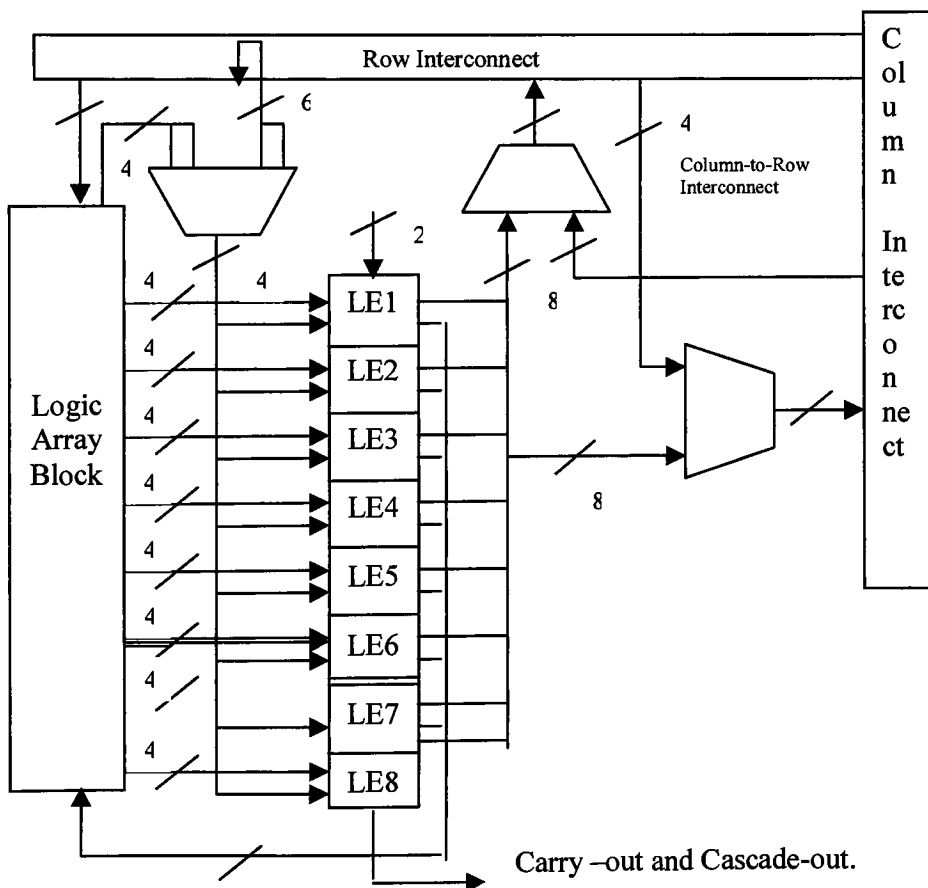 Row Interconnect
C
ol
u
m
n
In
te
rc
o
n
ne
ct
6
4
4
Column-to-Row
Interconnect
2
8
4
4
LE1
4
LE2
4
LE3
Logic
Array
Block
4
LE4
8
4
LE5
4
LE6
4
LE7
4
LE8
Carry –out and Cascade-out.